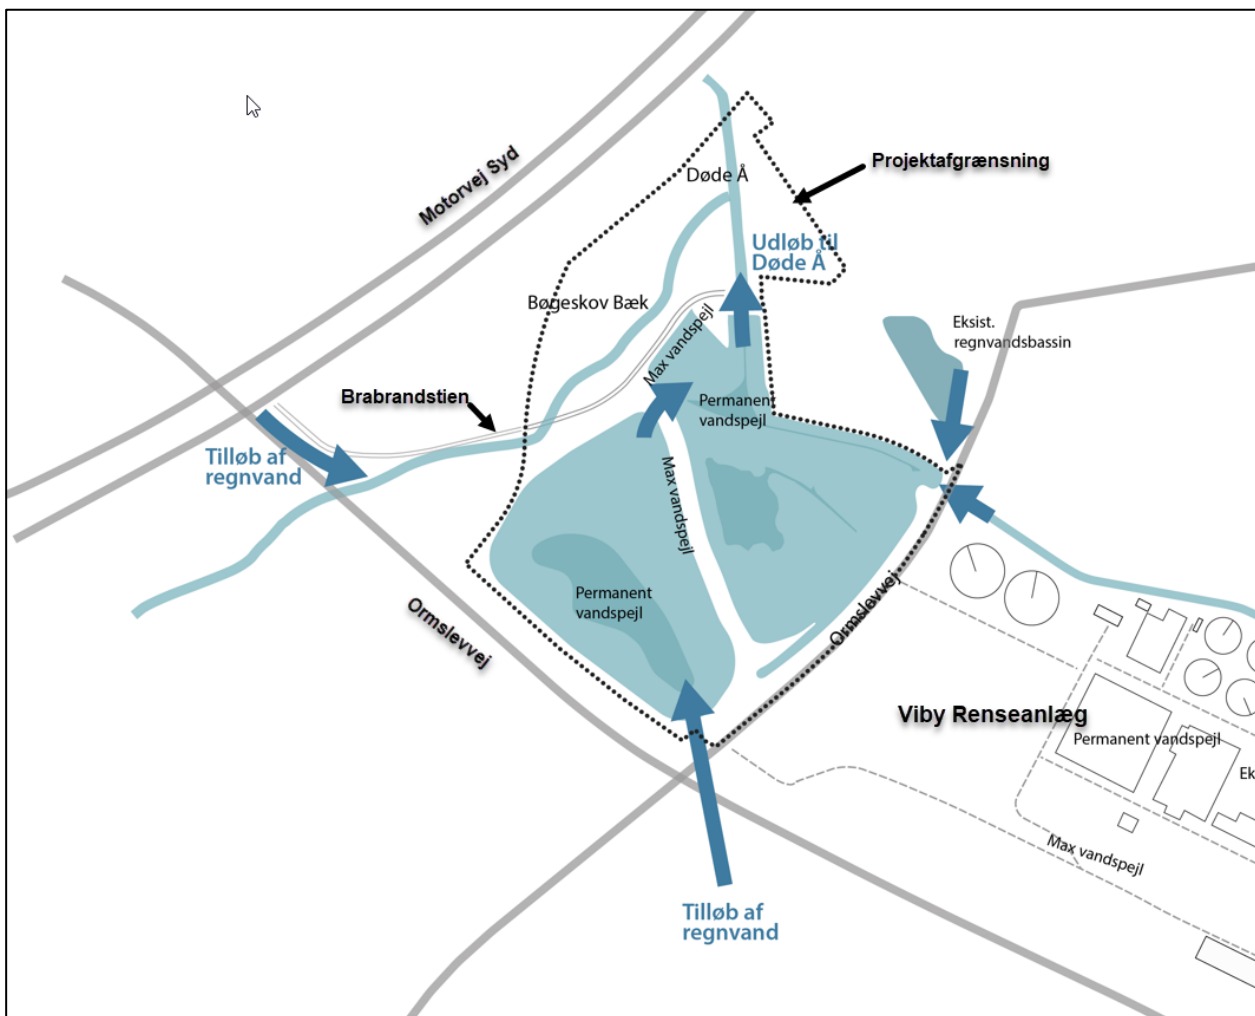 Motorvej Syd
Projektafgrænsning
Døde Å
Udløb til
Døde Å
Bøgeskov Bæk
Max vandspejl
Eksist.
regnvandsbassin
Brabrandstien
Permanent
vandspejl
Tilløb af
regnvand
Max vandspejl
Permanent
vandspejl
Ormslevvej
Ormslevvej
Viby Renseanlæg
Permanent vandspejl
Ek
Max vandspejl
Tilløb af
regnvand